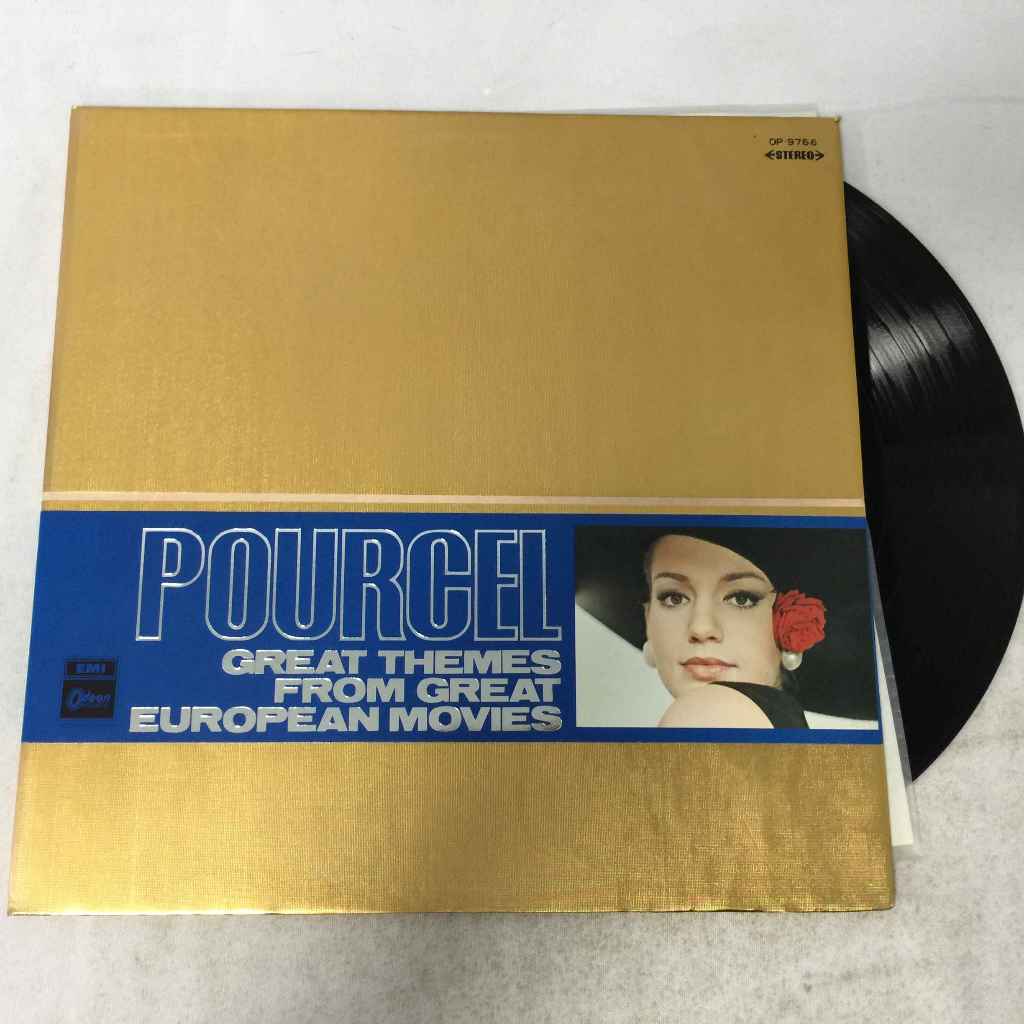 OP 9766
STEREO
POURCEL
GREAT THEMES
FROM GREAT
EUROPEAN MOVIES
EMI
Odeon